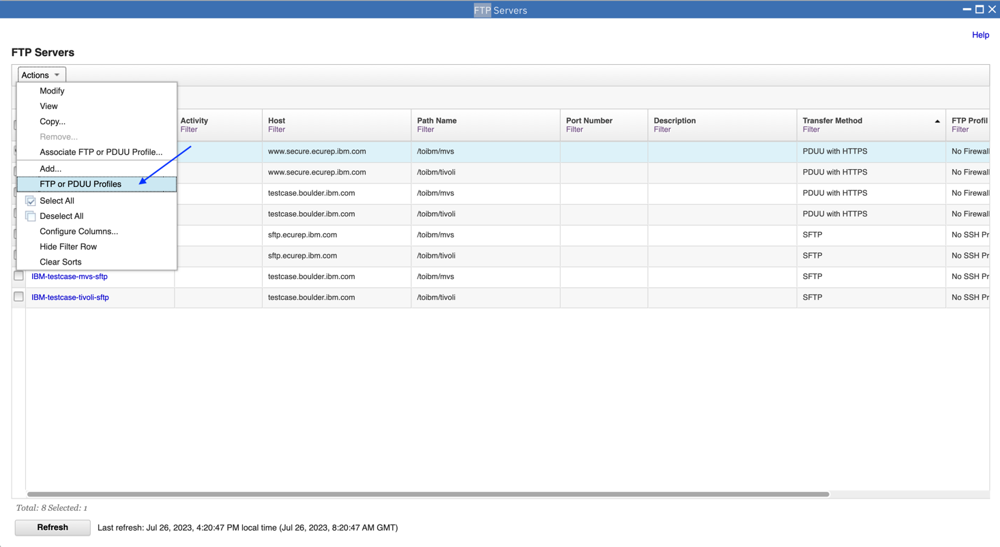 FTP Servers
Help
FTP Servers
Actions
Modify
View
Copy...
Remove...
Associate FTP or PDUU Profile...
Add...
FTP or PDUU Profiles
Select All
Deselect All
Configure Columns...
Hide Filter Row
Clear Sorts
Activity Host Path Name Port Number Description Transfer Method FTP Profil
Filter Filter Filter Filter Filter Filter Filter
www.secure.ecurep.ibm.com /toibm/mvs PDUU with HTTPS No Firewall
www.secure.ecurep.ibm.com /toibm/tivoli PDUU with HTTPS No Firewall
testcase.boulder.ibm.com /toibm/mvs PDUU with HTTPS No Firewall
testcase.boulder.ibm.com /toibm/tivoli PDUU with HTTPS No Firewall
sftp.ecurep.ibm.com /toibm/mvs SFTP No SSH Pr
sftp.ecurep.ibm.com /toibm/tivoli SFTP No SSH Pr
IBM-testcase-mvs-sftp testcase.boulder.ibm.com /toibm/mvs SFTP No SSH Pr
IBM-testcase-tivoli-sftp testcase.boulder.ibm.com /toibm/tivoli SFTP No SSH Pr
Total: 8 Selected: 1
Refresh Last refresh: Jul 26, 2023, 4:20:47 PM local time (Jul 26, 2023, 8:20:47 AM GMT)